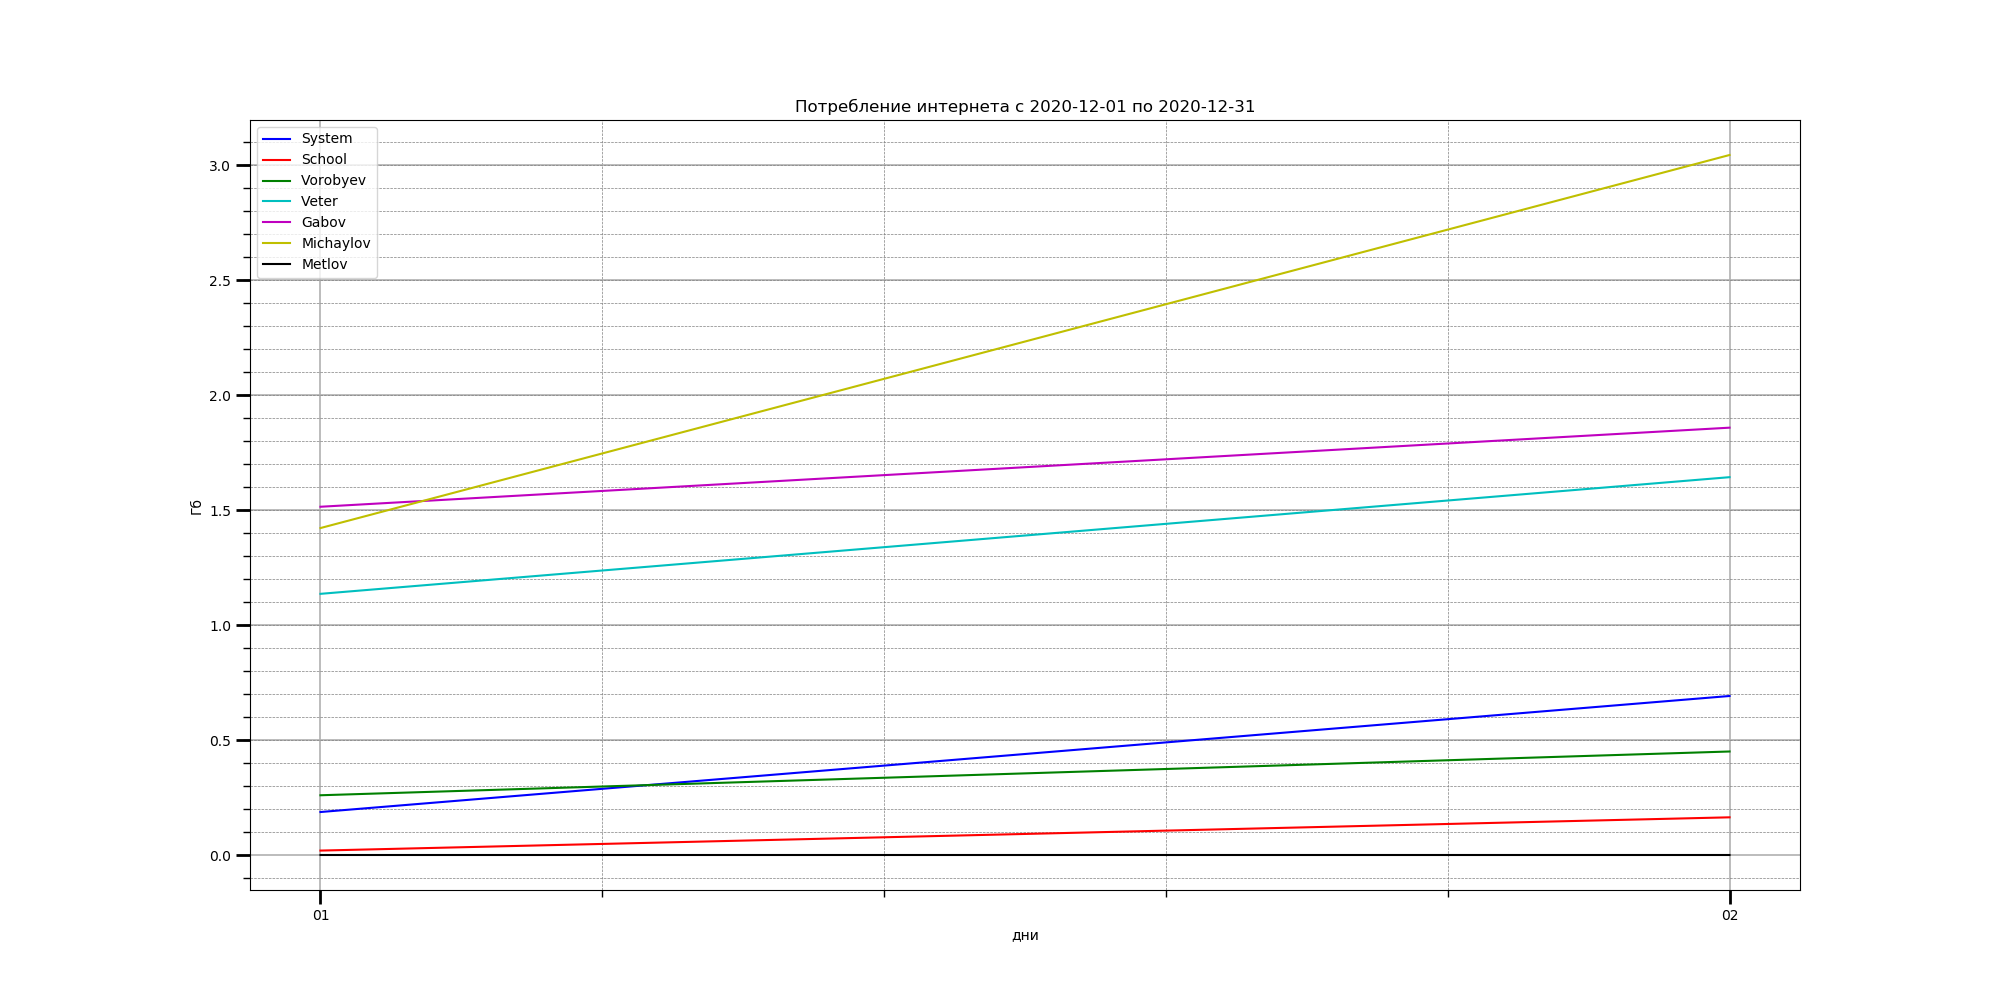 Потребление интернета с 2020-12-01 по 2020-12-31
System
School
Vorobyev
Veter
Gabov
Michaylov
Metlov
Гб
3.0
2.5
2.0
1.5
1.0
0.5
0.0
01 02
дни